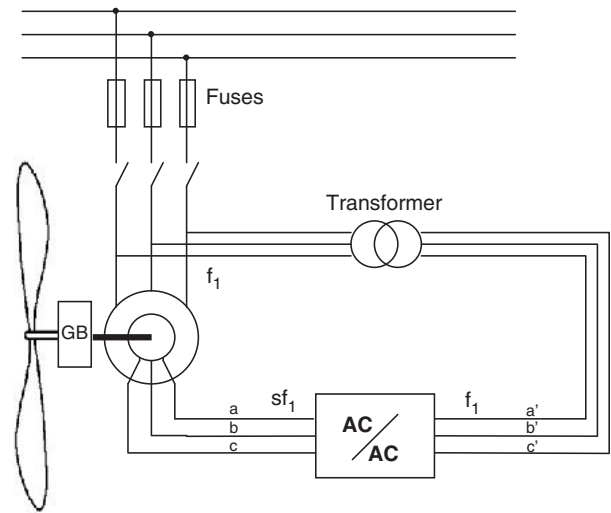 Fuses
Transformer
f₁
GB
a sf₁ f₁ a'
b AC b'
c AC c'